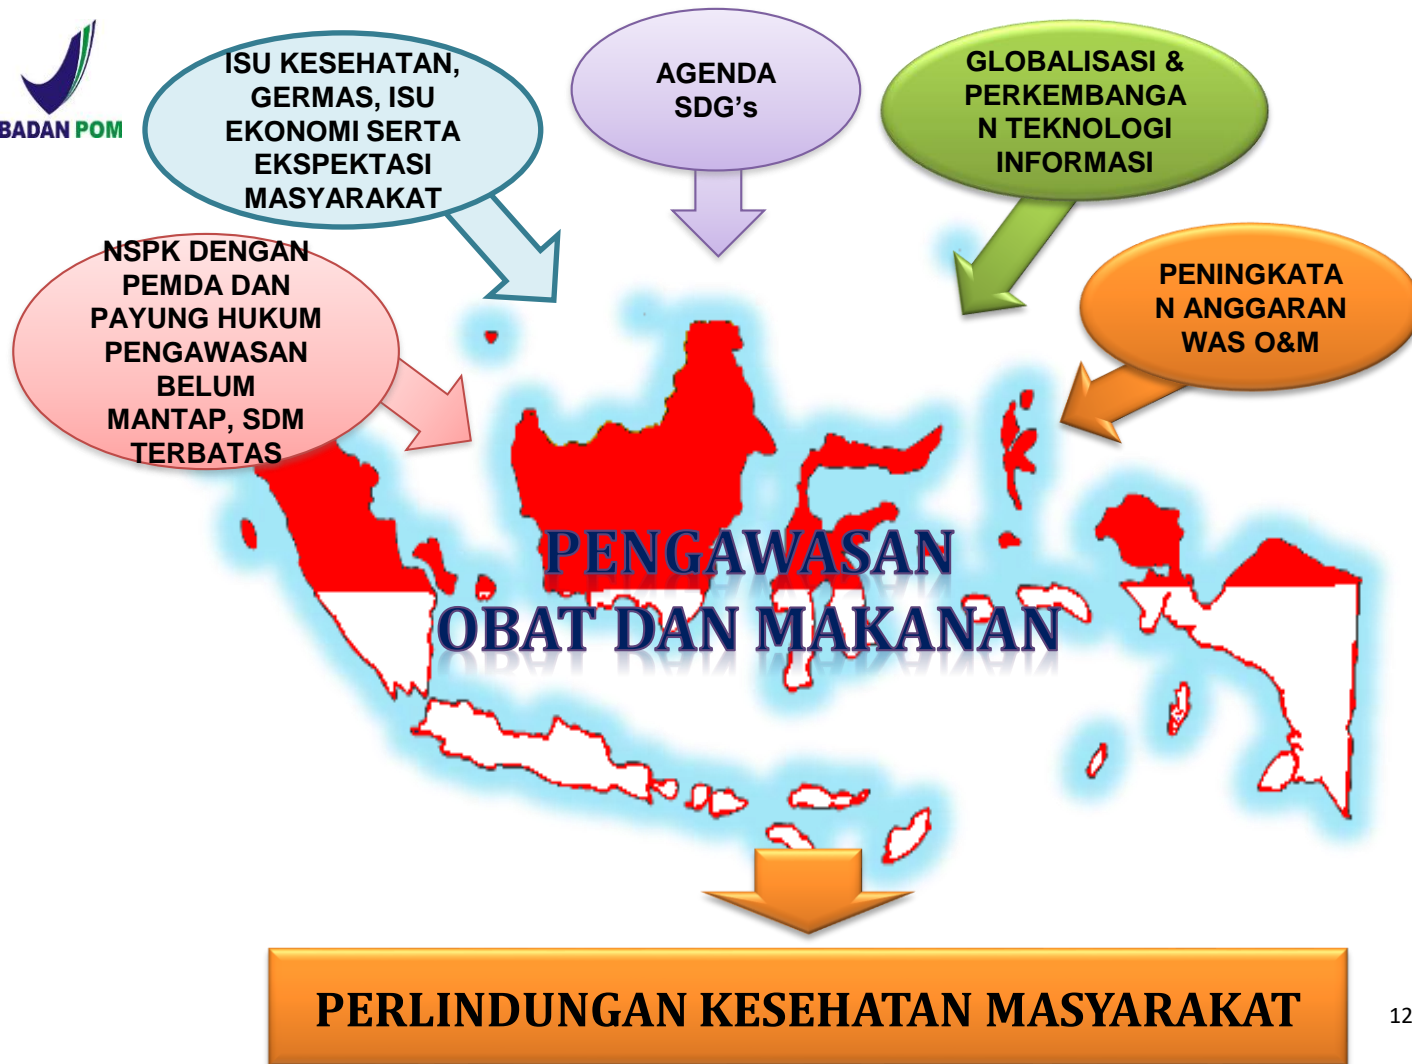 BADAN POM
ISU KESEHATAN,
GERMAS, ISU
EKONOMI SERTA
EKSPEKTASI
MASYARAKAT
AGENDA
SDG's
GLOBALISASI &
PERKEMBANGA
N TEKNOLOGI
INFORMASI
NSPK DENGAN
PEMDA DAN
PAYUNG HUKUM
PENGAWASAN
BELUM
MANTAP, SDM
TERBATAS
PENINGKATA
N ANGGARAN
WAS O&M
PENGAWASAN
OBAT DAN MAKANAN
PERLINDUNGAN KESEHATAN MASYARAKAT
12